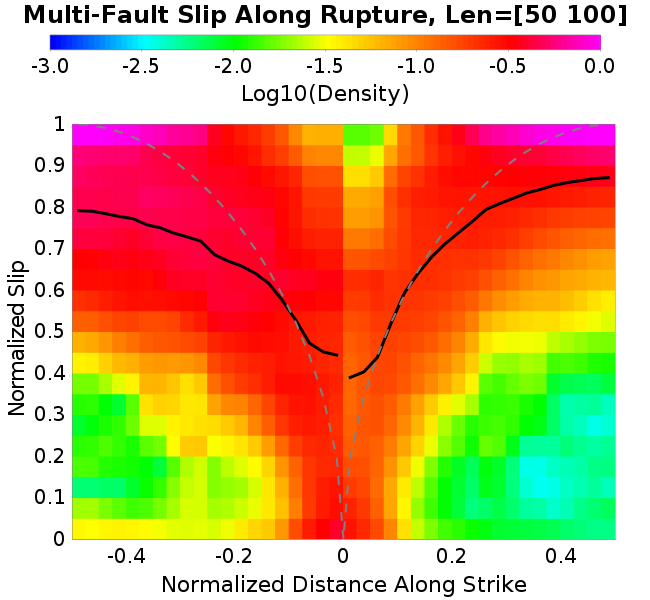 Multi-Fault Slip Along Rupture, Len=[50 100]
-3.0 -2.5 -2.0 -1.5 -1.0 -0.5 0.0
Log10(Density)
1
0.9
0.8
0.7
0.6
0.5
0.4
0.3
0.2
0.1
0
Normalized Slip
-0.4 -0.2 0 0.2 0.4
Normalized Distance Along Strike